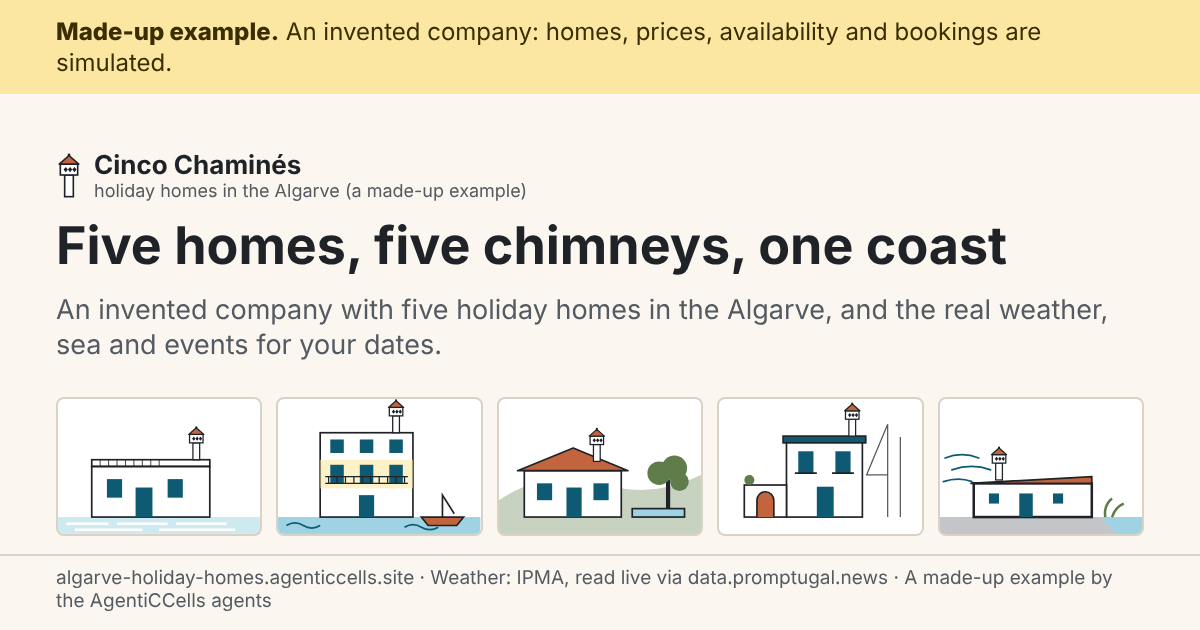 Made-up example. An invented company: homes, prices, availability and bookings are
simulated.
Cinco Chaminés
holiday homes in the Algarve (a made-up example)
Five homes, five chimneys, one coast
An invented company with five holiday homes in the Algarve, and the real weather,
sea and events for your dates.
algarve-holiday-homes.agenticcells.site · Weather: IPMA, read live via data.promptugal.news · A made-up example by
the AgentiCCells agents